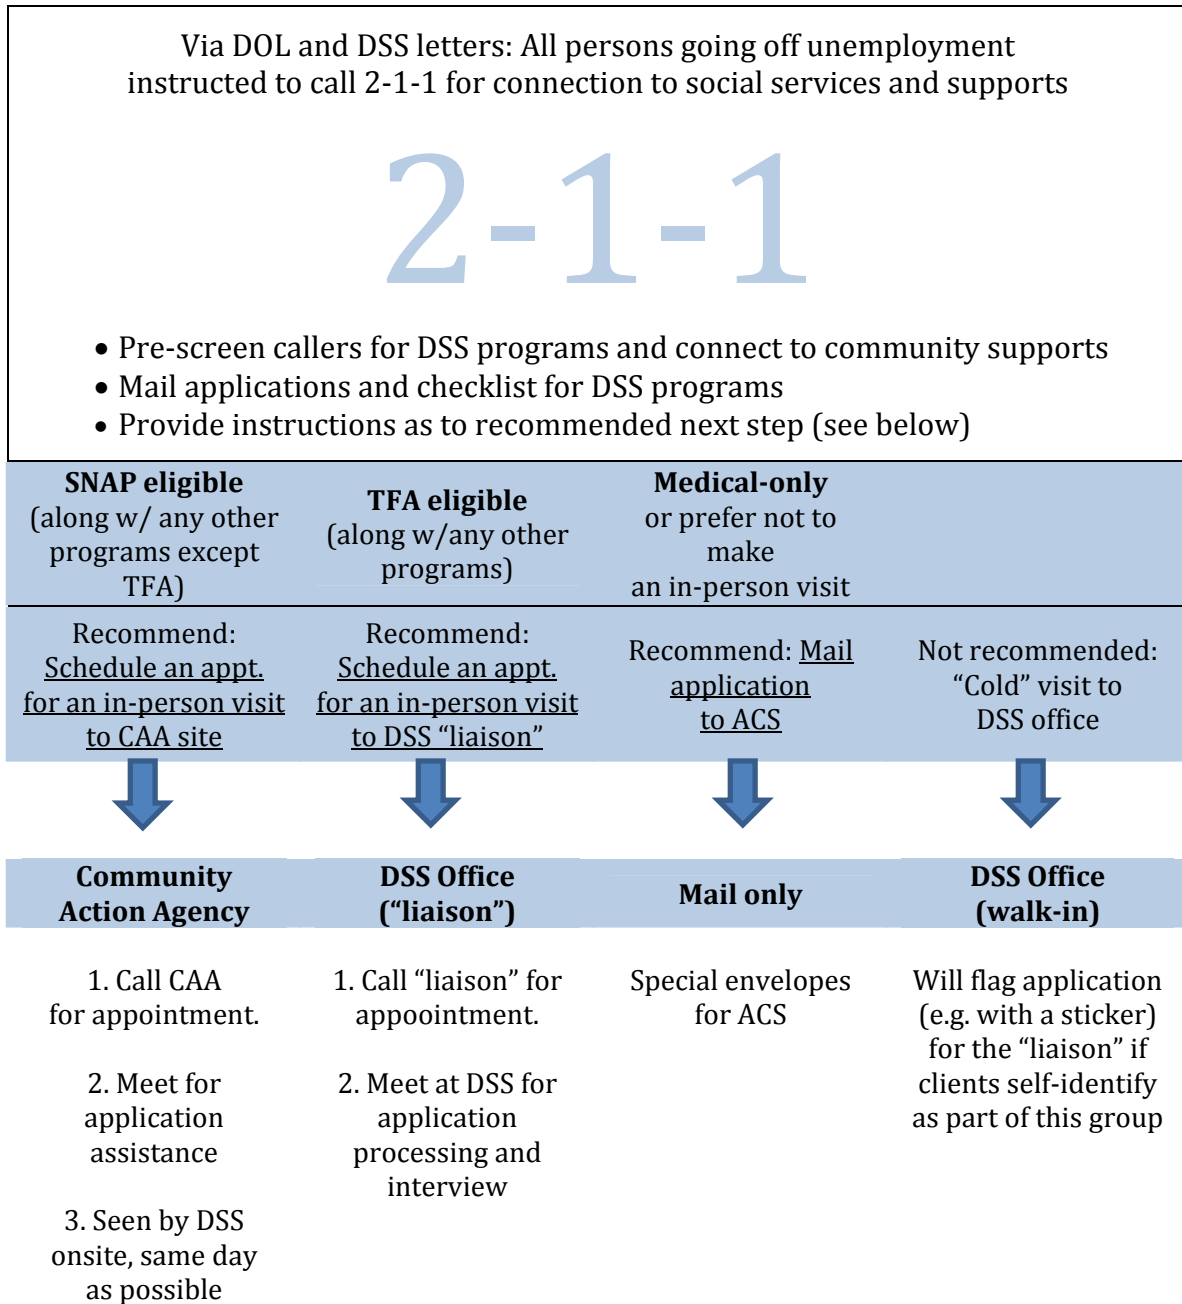 Via DOL and DSS letters: All persons going off unemployment
instructed to call 2-1-1 for connection to social services and supports
2-1-1
• Pre-screen callers for DSS programs and connect to community supports
• Mail applications and checklist for DSS programs
• Provide instructions as to recommended next step (see below)
SNAP eligible
(along w/ any other
programs except
TFA)
TFA eligible
(along w/any other
programs)
Medical-only
or prefer not to
make
an in-person visit
Recommend:
Schedule an appt.
for an in-person visit
to CAA site
Recommend:
Schedule an appt.
for an in-person visit
to DSS “liaison”
Recommend: Mail
application
to ACS
Not recommended:
“Cold” visit to
DSS office
Community
Action Agency
DSS Office
(“liaison”)
Mail only
DSS Office
(walk-in)
1. Call CAA
for appointment.
2. Meet for
application
assistance
3. Seen by DSS
onsite, same day
as possible
1. Call “liaison” for
appoointment.
2. Meet at DSS for
application
processing and
interview
Special envelopes
for ACS
Will flag application
(e.g. with a sticker)
for the “liaison” if
clients self-identify
as part of this group